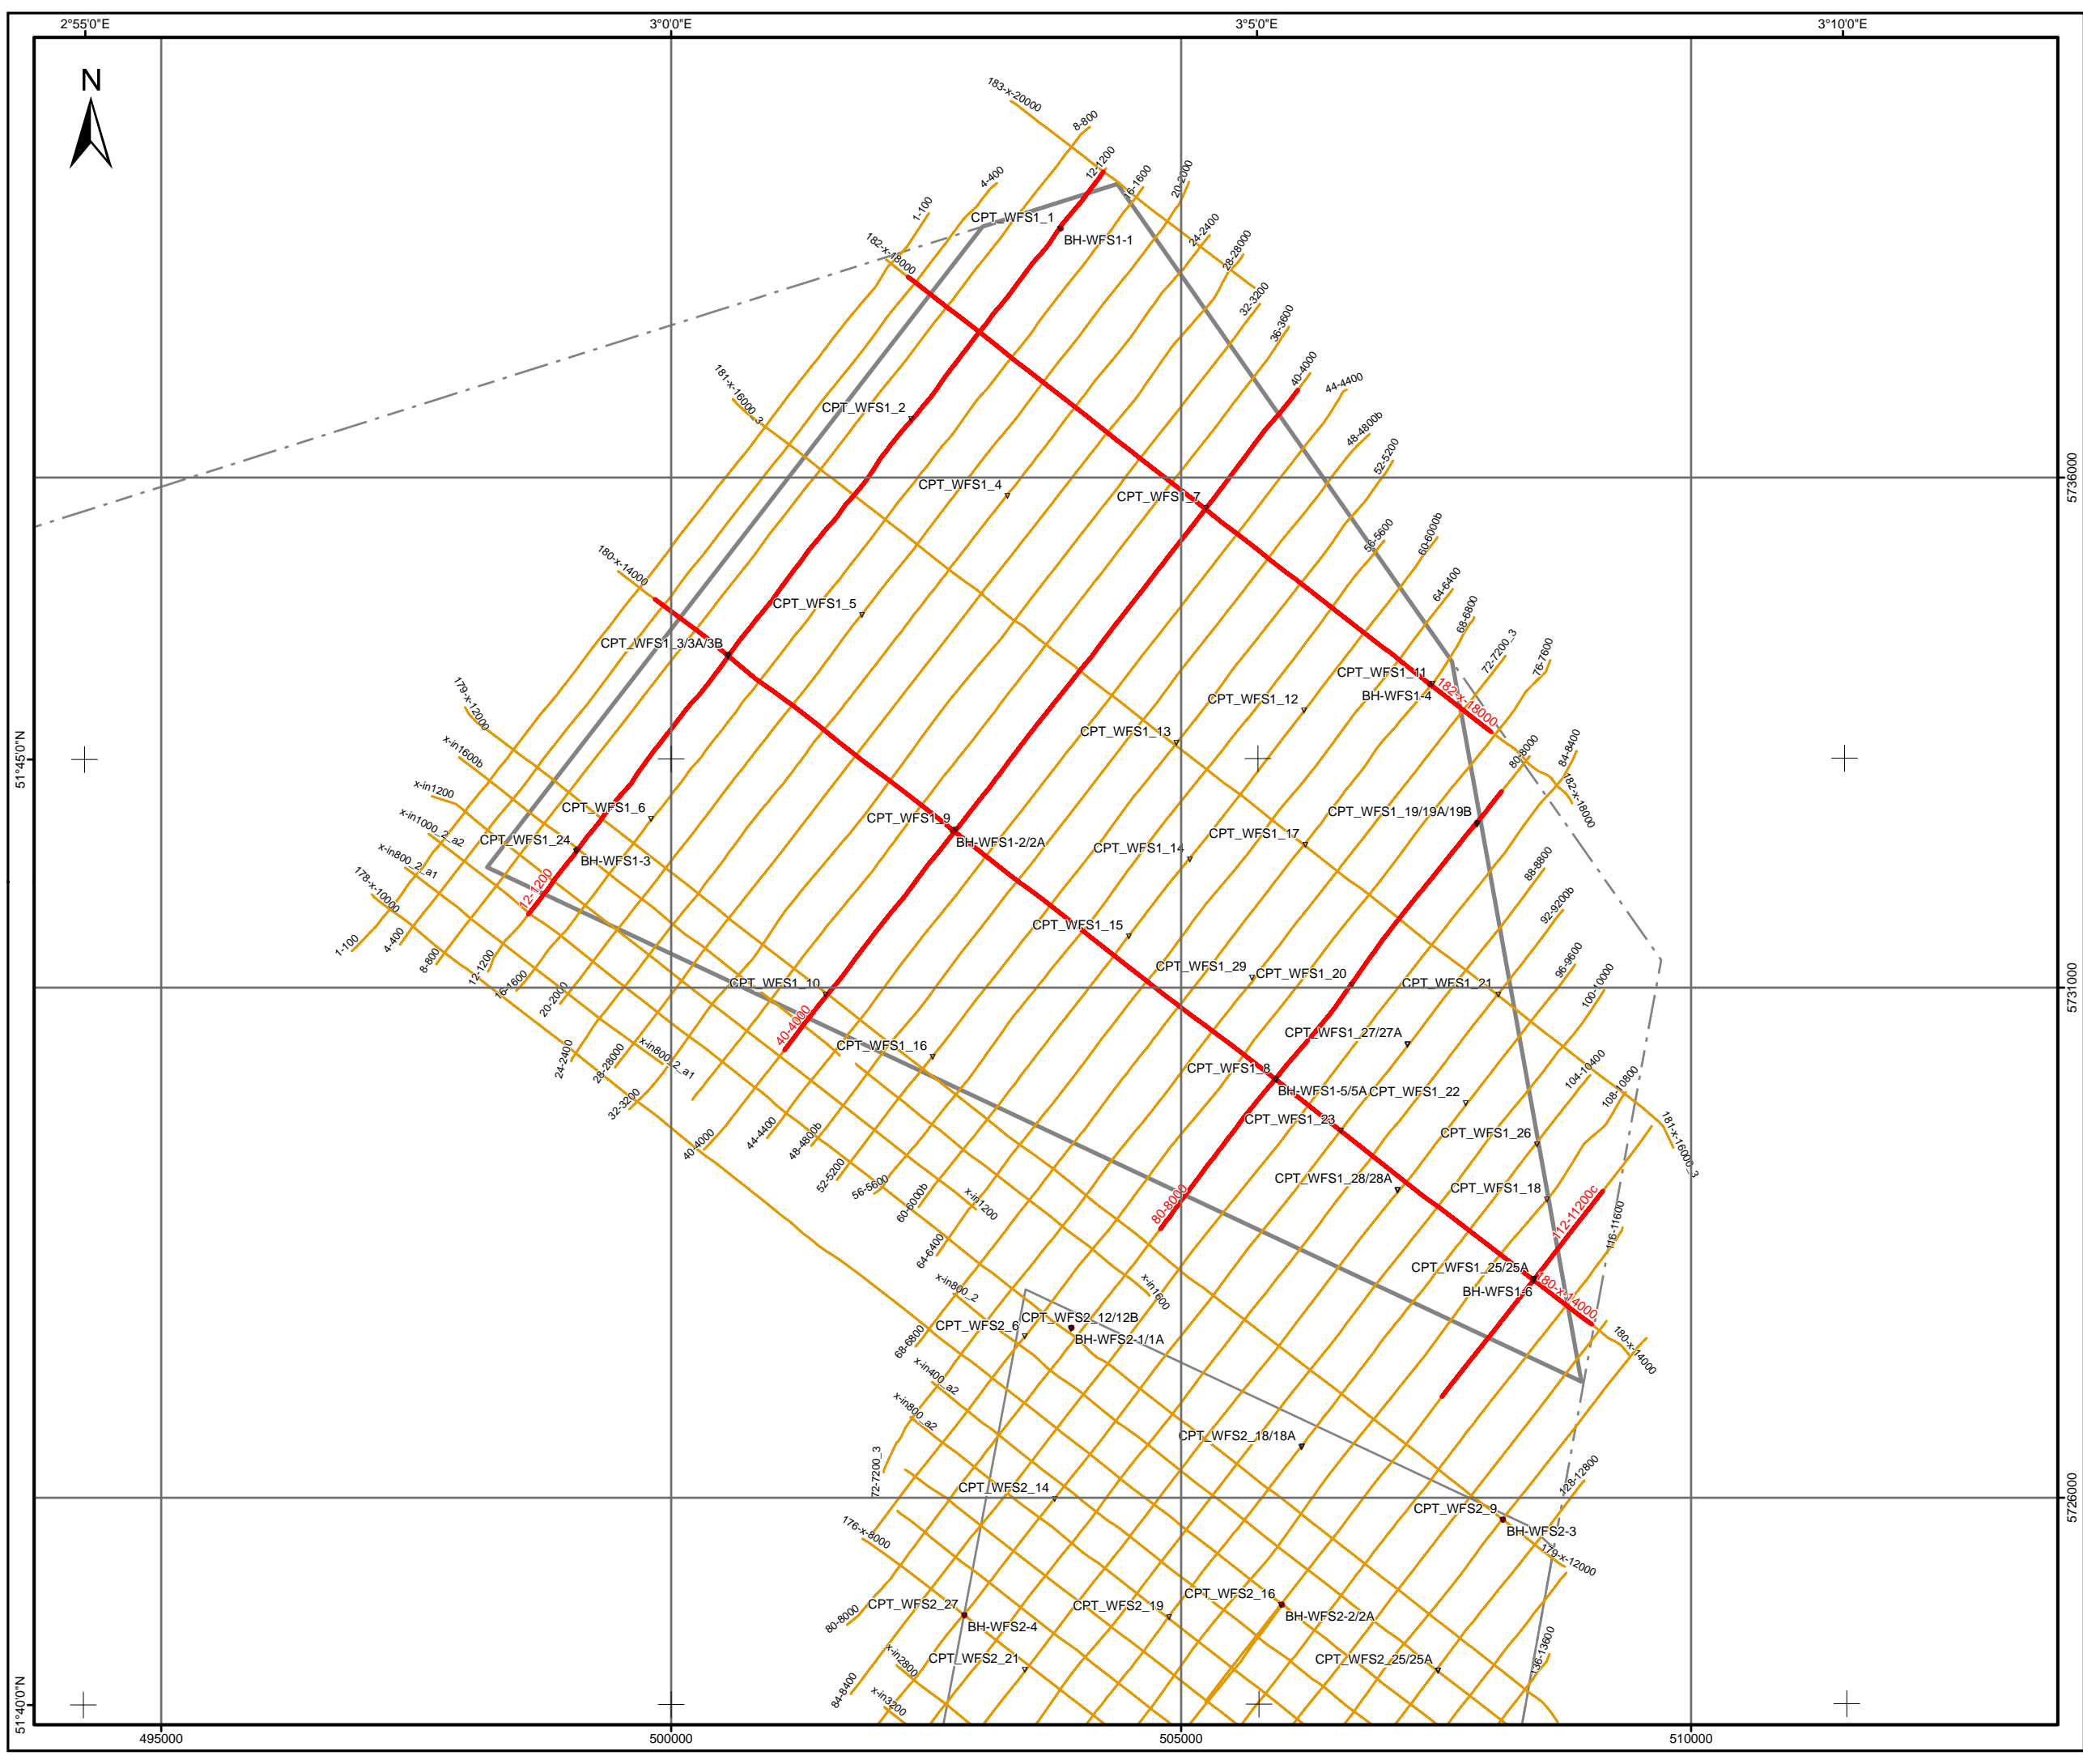 2°55'0"E
3°0'0"E
3°5'0"E
3°10'0"E
N
183-x-20000
8-800
12-1200
16-1600
20-2000
4-400
1-100
CPT_WFS1_1
BH-WFS1-1
24-2400
28-28000
182-x-18000
32-3200
36-3600
181-x-16000_3
40-4000
44-4400
CPT_WFS1_2
48-4800b
52-5200
5736000
CPT_WFS1_4
CPT_WFS1_7
56-5600
60-6000b
180-x-14000
64-6400
CPT_WFS1_5
68-6800
CPT_WFS1_3/3A/3B
72-7200_3
76-7600
CPT_WFS1_11
182-x-18000
BH-WFS1-4
179-x-12000
CPT_WFS1_12
CPT_WFS1_13
x-in1600b
80-8000
84-8400
51°45'0"N
x-in1200
182-x-18000
CPT_WFS1_6
CPT_WFS1_9
CPT_WFS1_19/19A/19B
x-in1000_2_a2
CPT_WFS1_24
BH-WFS1-2/2A
CPT_WFS1_17
CPT_WFS1_14
BH-WFS1-3
x-in800_2_a1
178-x-10000
12-1200
88-8800
92-9200b
CPT_WFS1_15
1-100
4-400
8-800
12-1200
16-1600
20-2000
CPT_WFS1_29
CPT_WFS1_20
CPT_WFS1_21
96-9600
100-10000
CPT_WFS1_10
5731000
40-4000
CPT_WFS1_27/27A
24-2400
28-28000
x-in800_2_a1
CPT_WFS1_16
CPT_WFS1_8
BH-WFS1-5/5A
CPT_WFS1_22
104-10400
108-10800
32-3200
CPT_WFS1_23
CPT_WFS1_26
181-x-16000_3
40-4000
44-4400
48-4800b
52-5200
56-5600
60-6000b
x-in1200
80-8000
CPT_WFS1_28/28A
CPT_WFS1_18
112-11200c
116-11600
64-6400
x-in800_2
x-in1600
CPT_WFS1_25/25A
BH-WFS1-6
180-x-14000
CPT_WFS2_12/12B
CPT_WFS2_6
BH-WFS2-1/1A
68-6800
180-x-14000
x-in400_a2
x-in800_a2
CPT_WFS2_18/18A
72-7200_3
CPT_WFS2_14
128-12800
5726000
CPT_WFS2_9
BH-WFS2-3
176-x-8000
179-x-12000
80-8000
CPT_WFS2_27
BH-WFS2-4
CPT_WFS2_19
CPT_WFS2_16
BH-WFS2-2/2A
x-in2800
CPT_WFS2_21
CPT_WFS2_25/25A
136-13600
84-8400
x-in3200
51°40'0"N
495000
500000
505000
510000